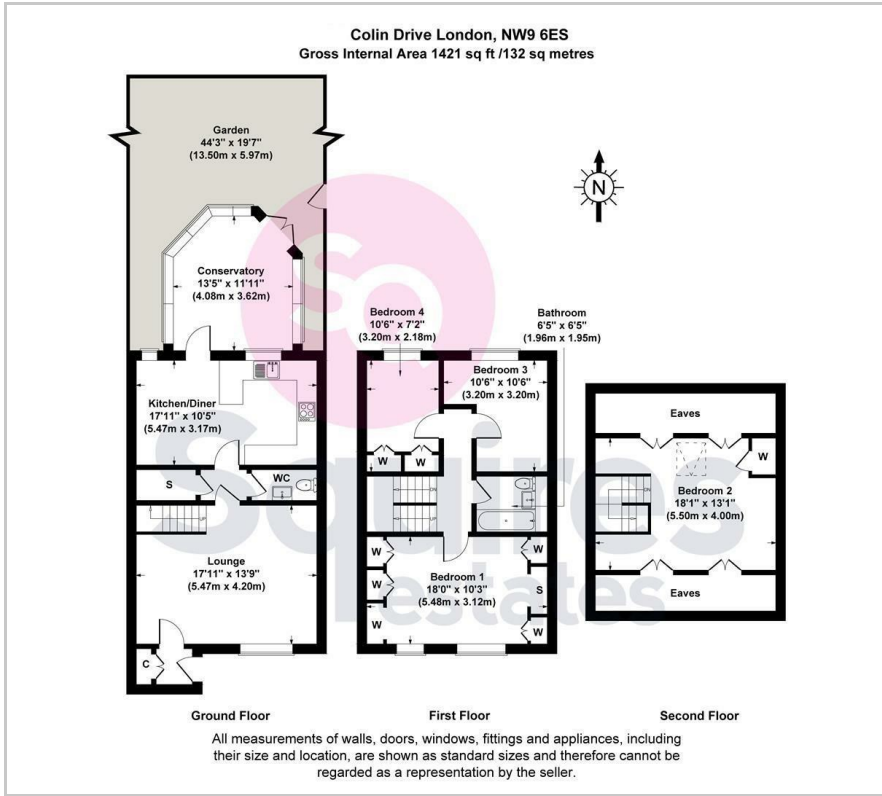 Colin Drive London, NW9 6ES
Gross Internal Area 1421 sq ft /132 sq metres
Garden
44'3" x 19'7"
(13.50m x 5.97m)
N
Conservatory
13'5" x 11'11"
(4.08m x 3.62m)
Kitchen/Diner
17'11" x 10'5"
(5.47m x 3.17m)
S
WC
UP
Lounge
17'11" x 13'9"
(5.47m x 4.20m)
C
Ground Floor
Bedroom 4
10'6" x 7'2"
(3.20m x 2.18m)
Bathroom
6'5" x 6'5"
(1.96m x 1.95m)
Bedroom 3
10'6" x 10'6"
(3.20m x 3.20m)
W
W
DN
UP
W
W
Bedroom 1
18'0" x 10'3"
(5.48m x 3.12m)
W
S
W
W
First Floor
Eaves
W
Bedroom 2
18'1" x 13'1"
(5.50m x 4.00m)
Eaves
Second Floor
SQ
Squires
estates
All measurements of walls, doors, windows, fittings and appliances, including
their size and location, are shown as standard sizes and therefore cannot be
regarded as a representation by the seller.